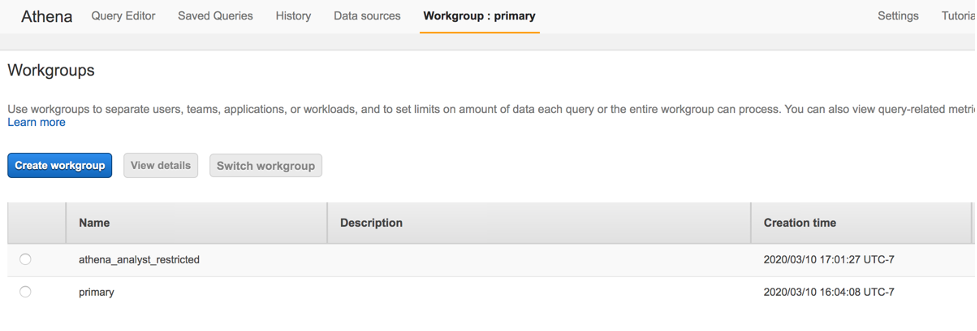 Athena Query Editor Saved Queries History Data sources Workgroup : primary Settings
Workgroups
Use workgroups to separate users, teams, applications, or workloads, and to set limits on amount of data each query or the entire workgroup can process. You can also view query-related
Learn more
Create workgroup View details Switch workgroup
Name Description Creation time
athena_analyst_restricted 2020/03/10 17:01:27 UTC-7
primary 2020/03/10 16:04:08 UTC-7